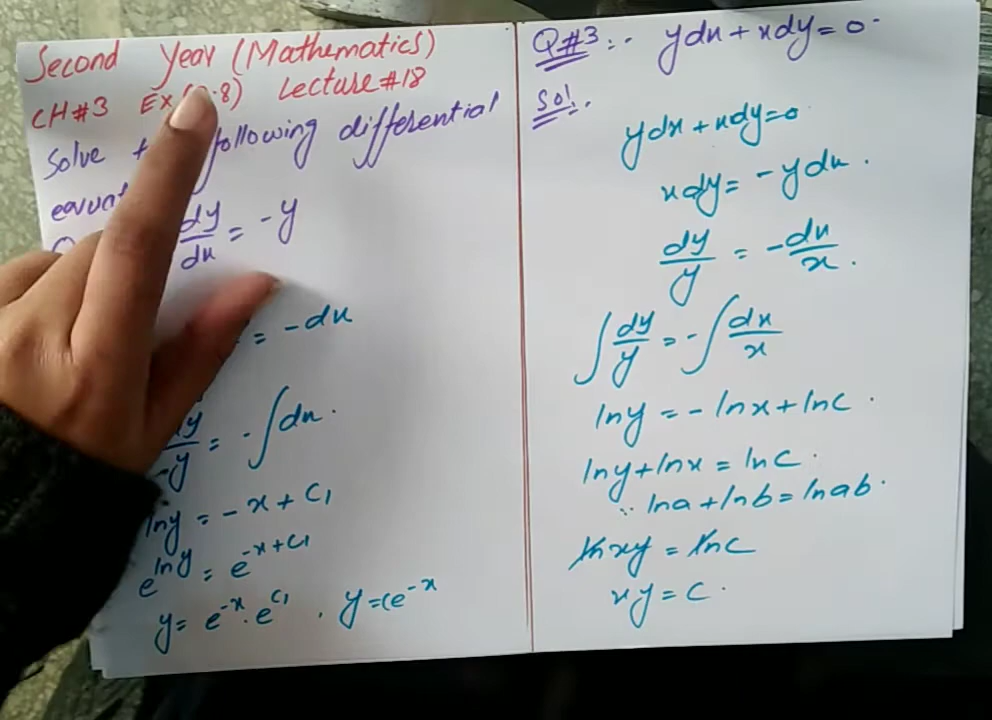 Second Year (Mathematics)
CH#3 Ex .8) Lecture#18
Solve following differential
dy/dx = -y
= -dx
= -∫dx.
lny = -x + C₁
e^lny = e^-x+C₁
y = e^-x . e^C₁ , y = ce^-x
Q#3:- ydx + xdy = 0.
Sol.
ydx + xdy = 0
xdy = -ydx.
dy/y = -dx/x.
∫dy/y = -∫dx/x
lny = -lnx + lnc.
lny + lnx = lnc.
∵ lna + lnb = lnab.
lnxy = lnc
xy = c.